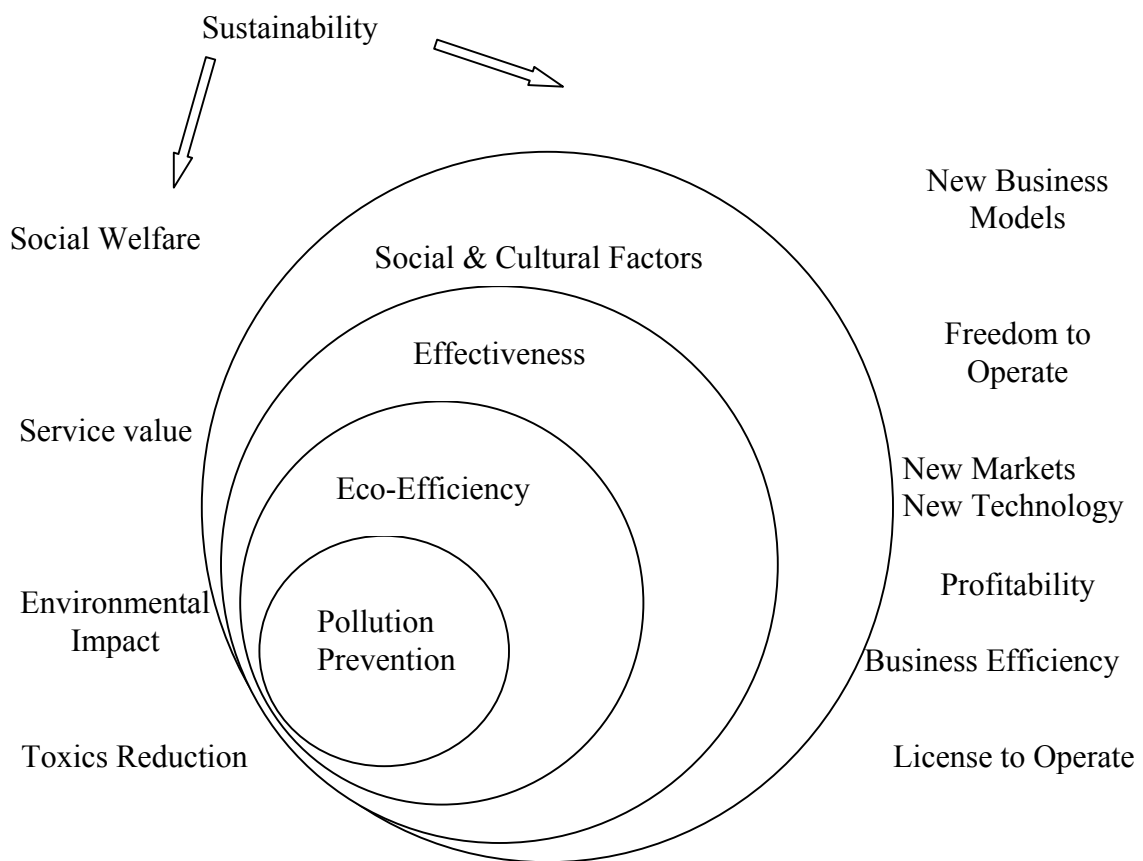 Sustainability
New Business
Models
Social Welfare
Social & Cultural Factors
Freedom to
Operate
Effectiveness
Service value
New Markets
New Technology
Eco-Efficiency
Profitability
Environmental
Impact
Pollution
Prevention
Business Efficiency
Toxics Reduction
License to Operate